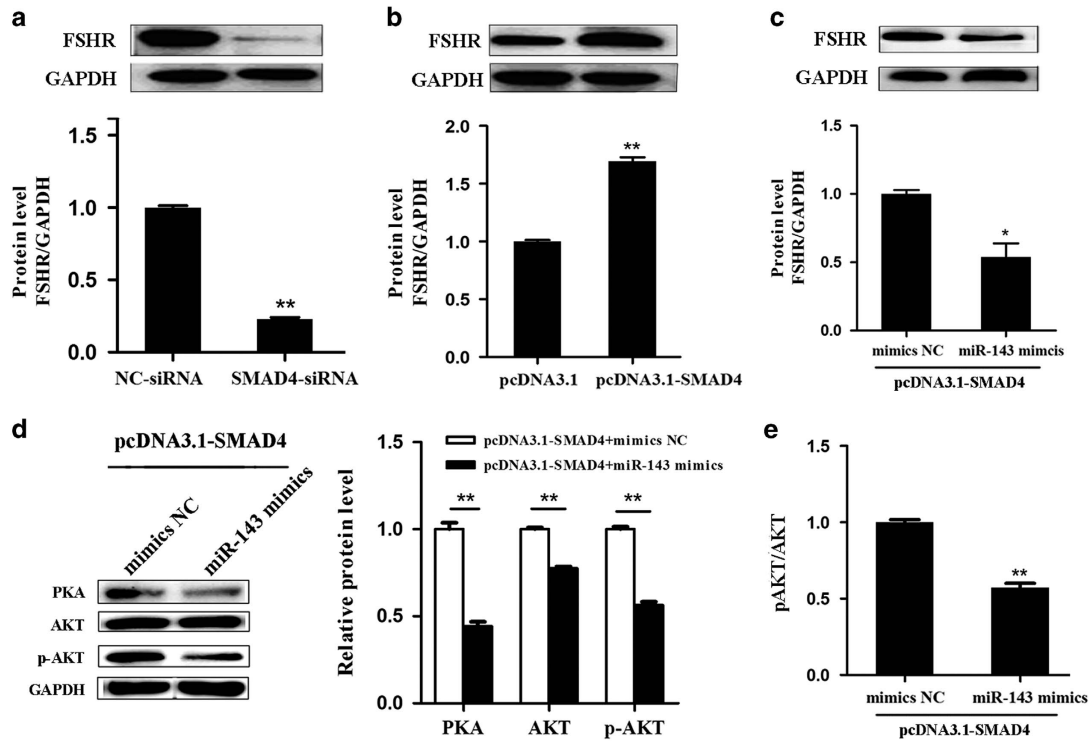 a
FSHR
GAPDH
Protein level
FSHR/GAPDH
1.5
1.0
0.5
0.0
**
NC-siRNA SMAD4-siRNA
b
FSHR
GAPDH
Protein level
FSHR/GAPDH
2.0
1.5
1.0
0.5
0.0
**
pcDNA3.1 pcDNA3.1-SMAD4
c
FSHR
GAPDH
Protein level
FSHR/GAPDH
1.5
1.0
0.5
0.0
*
mimics NC miR-143 mimcis
pcDNA3.1-SMAD4
d
pcDNA3.1-SMAD4
mimics NC
miR-143 mimics
PKA
AKT
p-AKT
GAPDH
Relative protein level
1.5
1.0
0.5
0.0
pcDNA3.1-SMAD4+mimics NC
pcDNA3.1-SMAD4+miR-143 mimics
** ** **
PKA AKT p-AKT
e
pAKT/AKT
1.5
1.0
0.5
0.0
**
mimics NC miR-143 mimics
pcDNA3.1-SMAD4